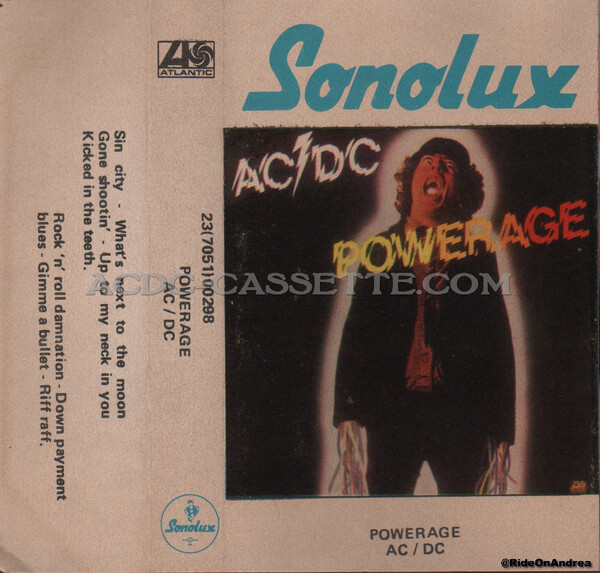 Sonolux
AC/DC
POWERAGE
POWERAGE
AC / DC
ATLANTIC
23(7051)00298
POWERAGE
AC / DC
Sonolux
Sin city - What's next to the moon
Gone shootin' - Up to my neck in you
Kicked in the teeth.
Rock 'n' roll damnation - Down payment
blues - Gimme a bullet - Riff raff.
ACDCCASSETTE.COM
@RideOnAndrea